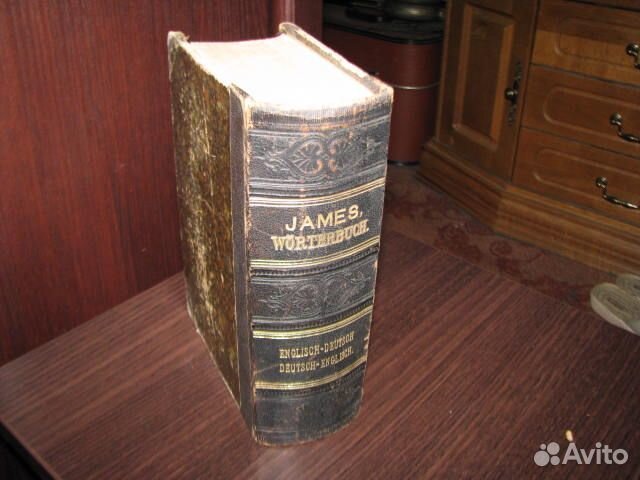 JAMES,
WÖRTERBUCH.
ENGLISCH-DEUTSCH
DEUTSCH-ENGLISCH.
Avito